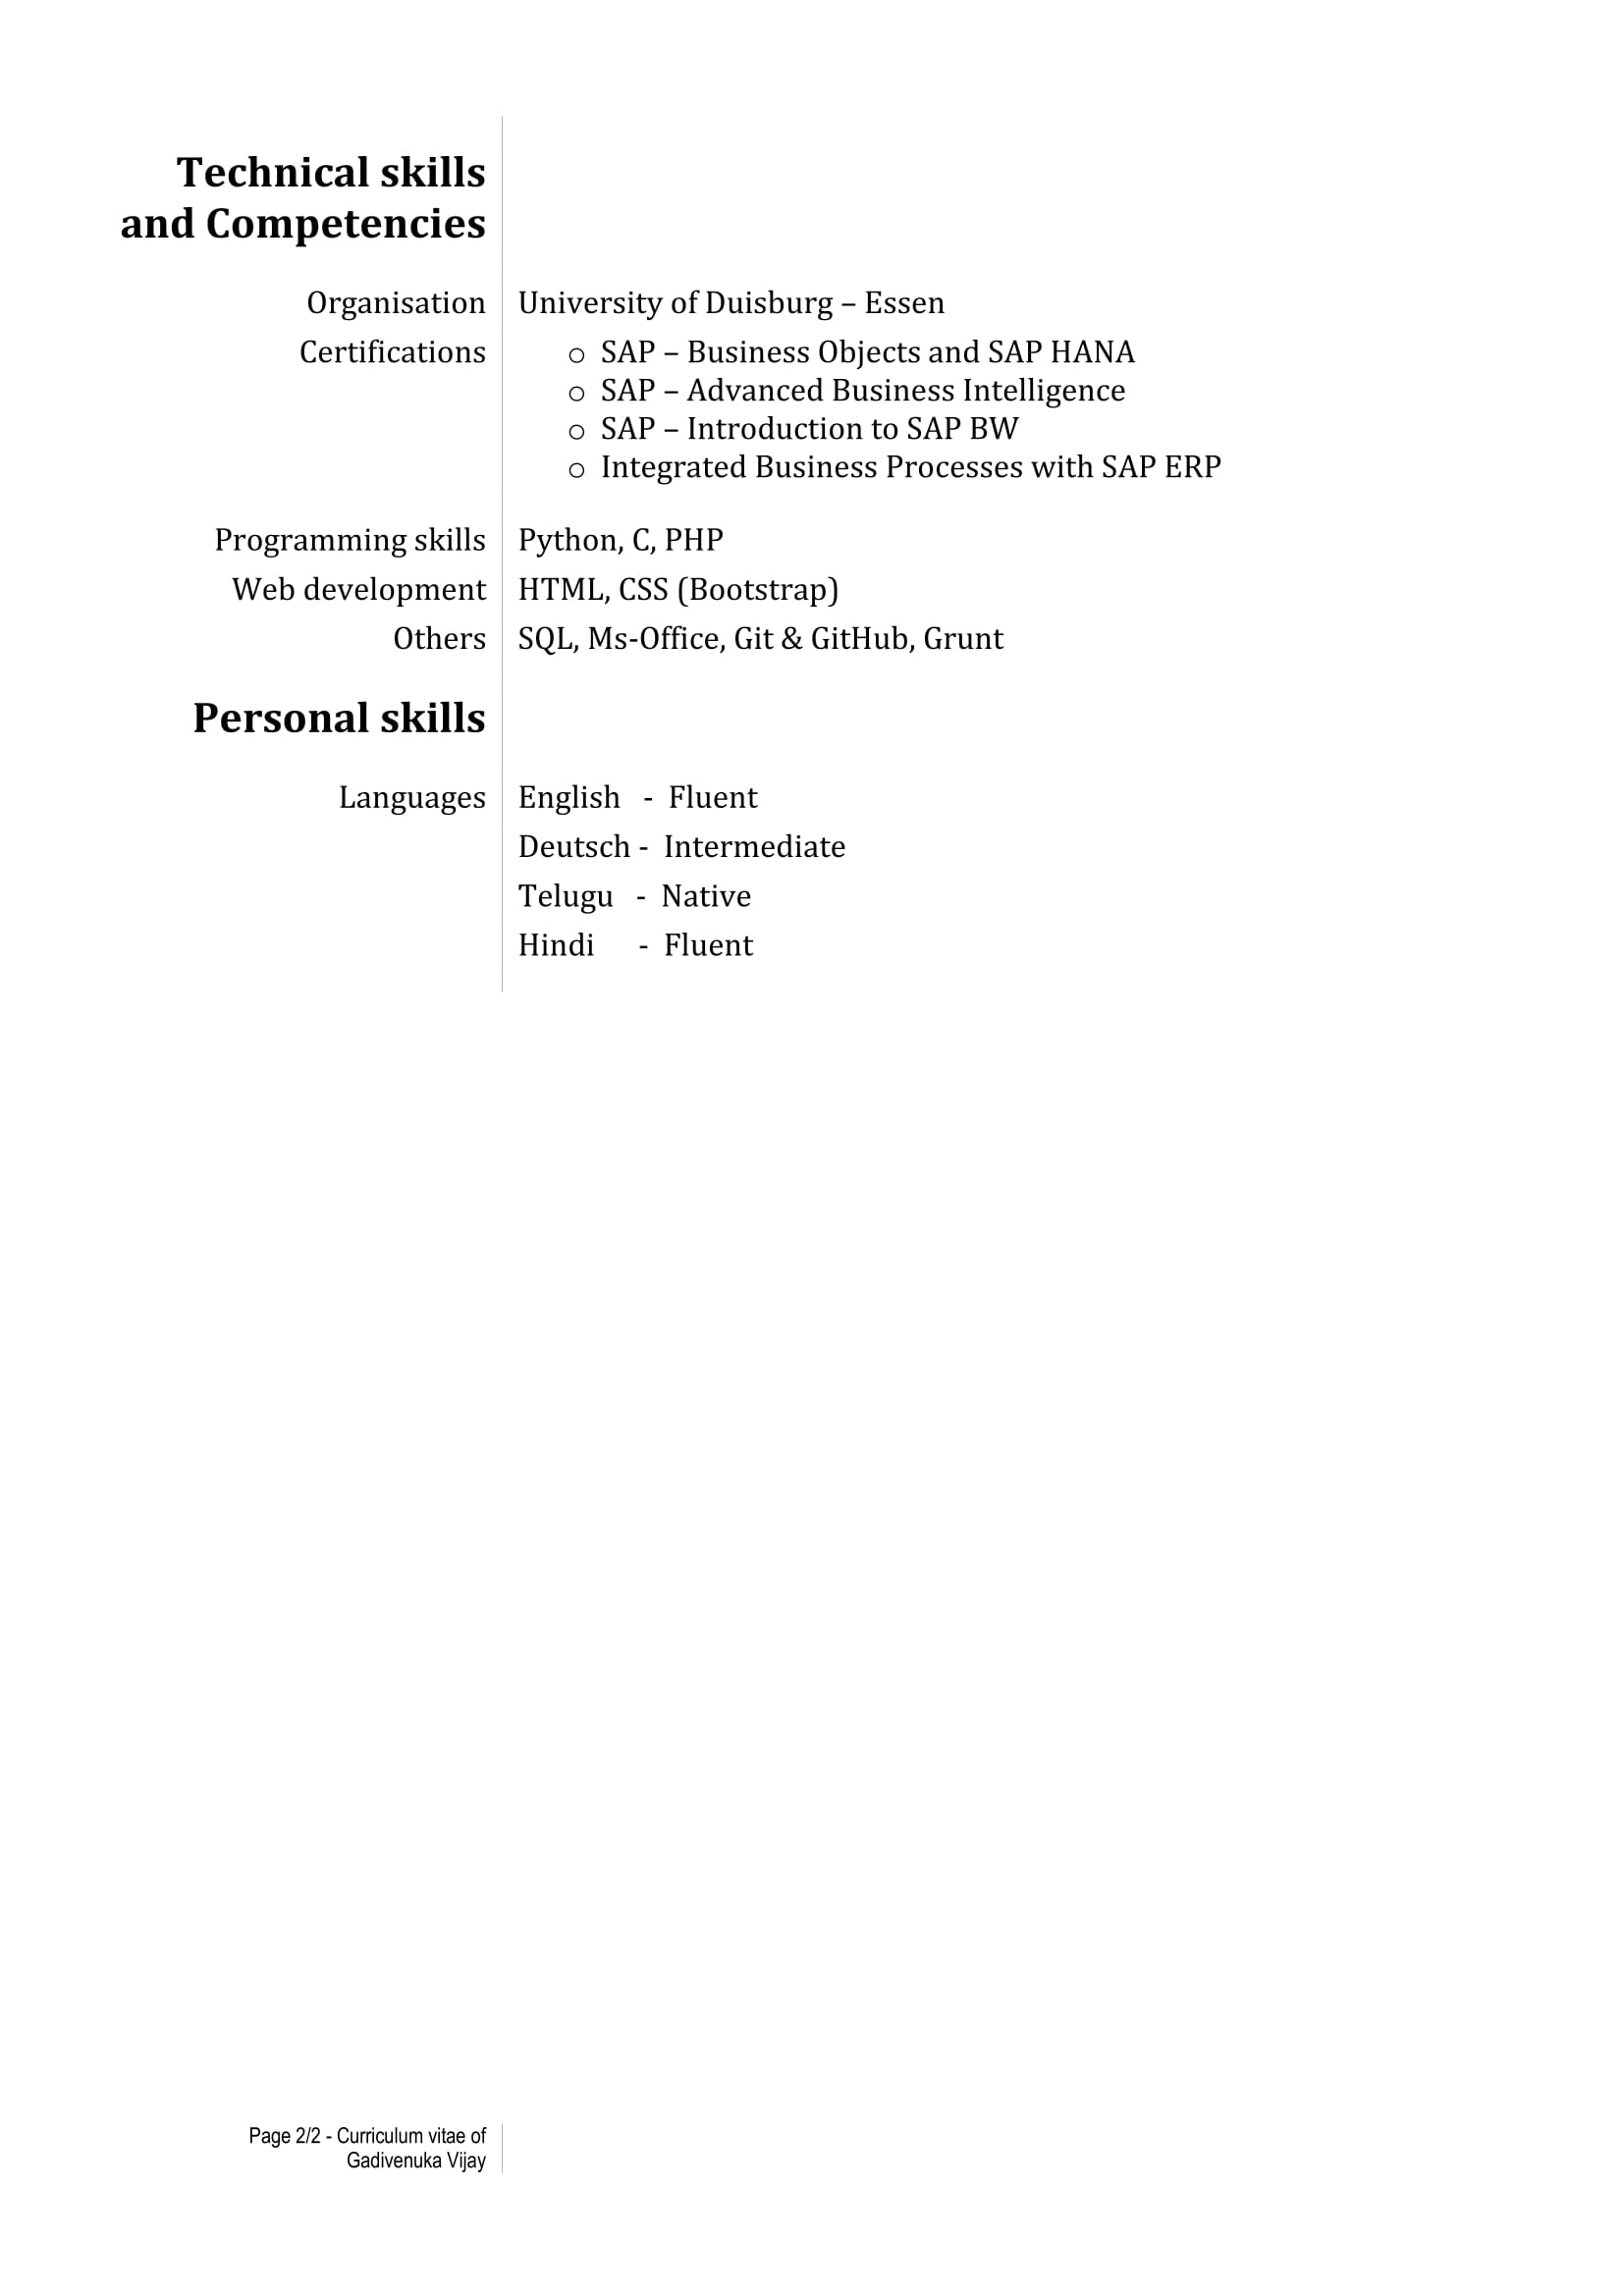 Technical skills
and Competencies
Organisation University of Duisburg – Essen
Certifications o SAP – Business Objects and SAP HANA
o SAP – Advanced Business Intelligence
o SAP – Introduction to SAP BW
o Integrated Business Processes with SAP ERP
Programming skills Python, C, PHP
Web development HTML, CSS (Bootstrap)
Others SQL, Ms-Office, Git & GitHub, Grunt
Personal skills
Languages English - Fluent
Deutsch - Intermediate
Telugu - Native
Hindi - Fluent
Page 2/2 - Curriculum vitae of
Gadivenuka Vijay